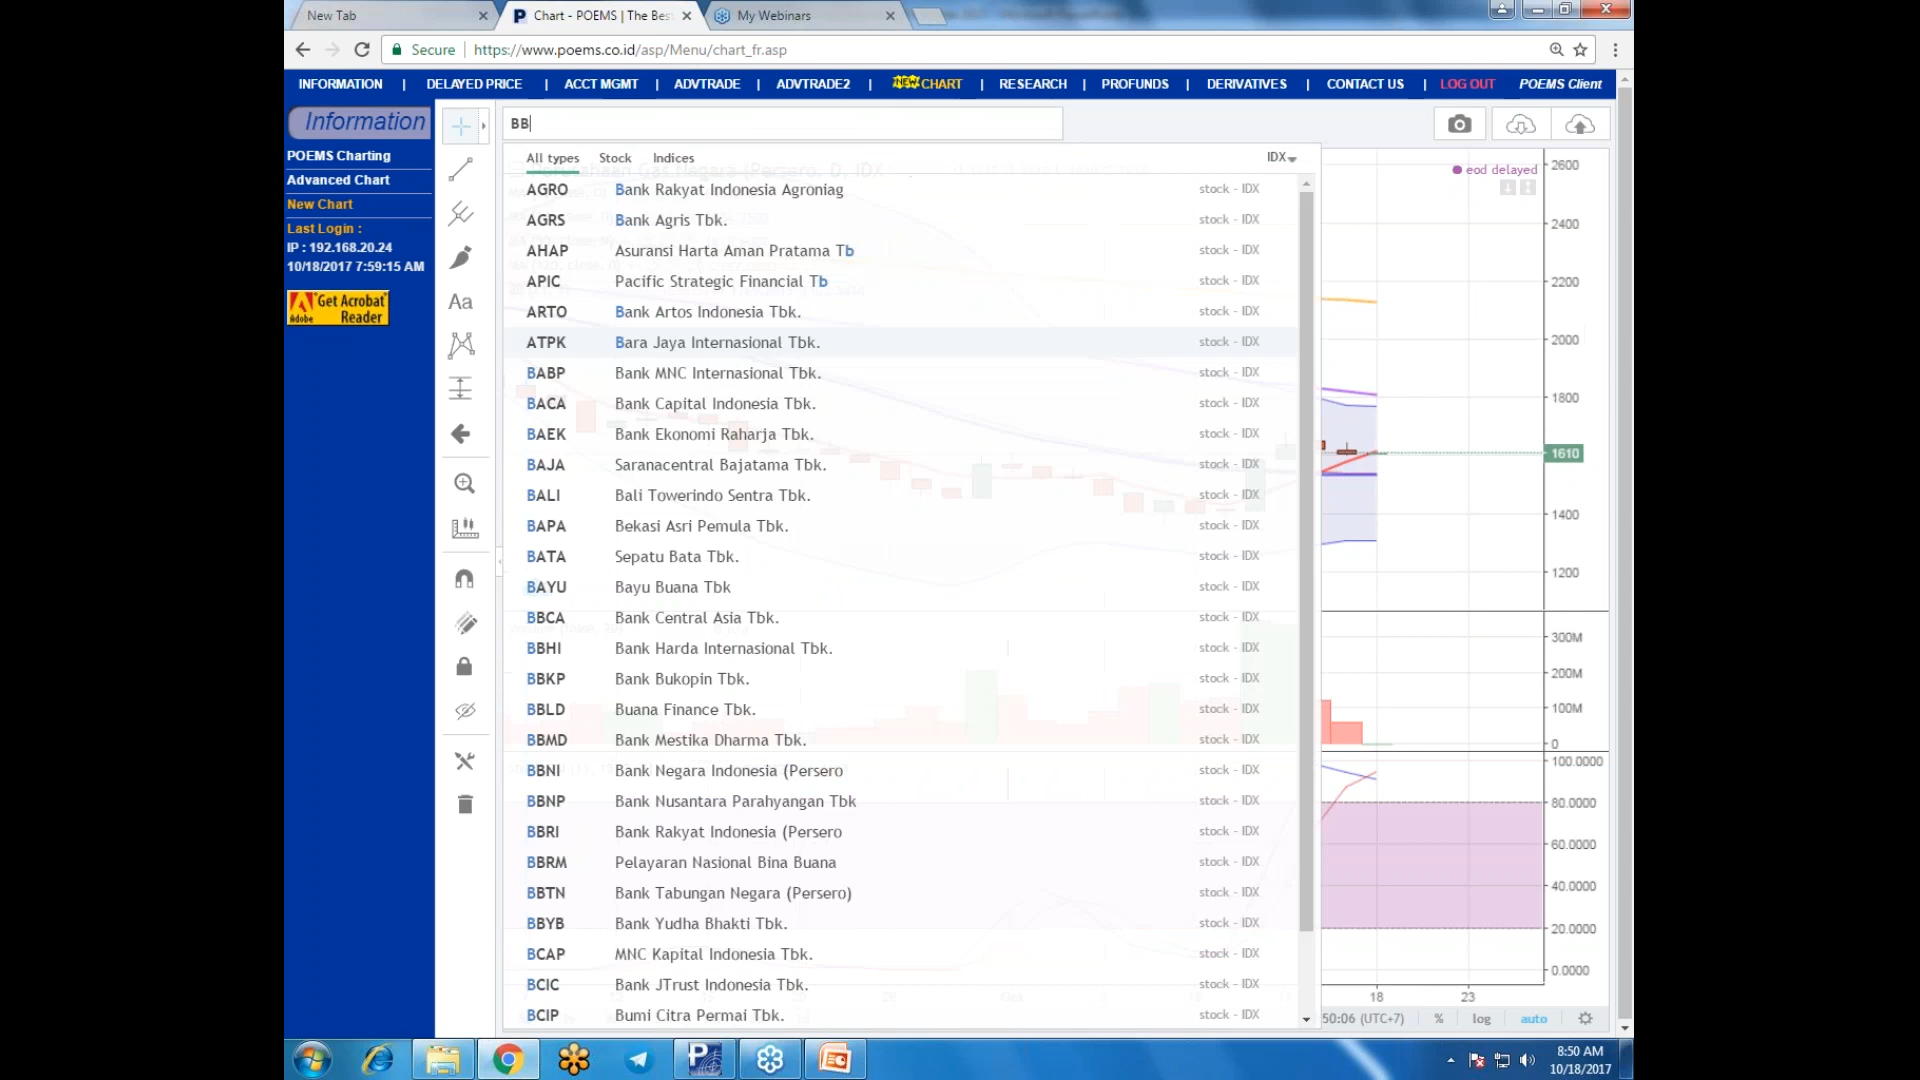 New Tab
Chart - POEMS | The Bes
My Webinars
Secure
https://www.poems.co.id/asp/Menu/chart_fr.asp
INFORMATION | DELAYED PRICE | ACCT MGMT | ADVTRADE | ADVTRADE2 | NEW CHART | RESEARCH | PROFUNDS | DERIVATIVES | CONTACT US | LOG OUT POEMS Client
Information
POEMS Charting
Advanced Chart
New Chart
Last Login :
IP : 192.168.20.24
10/18/2017 7:59:15 AM
Get Acrobat
Adobe Reader
Aa
BB
All types Stock Indices IDX
AGRO Bank Rakyat Indonesia Agroniag stock - IDX
AGRS Bank Agris Tbk. stock - IDX
AHAP Asuransi Harta Aman Pratama Tb stock - IDX
APIC Pacific Strategic Financial Tb stock - IDX
ARTO Bank Artos Indonesia Tbk. stock - IDX
ATPK Bara Jaya Internasional Tbk. stock - IDX
BABP Bank MNC Internasional Tbk. stock - IDX
BACA Bank Capital Indonesia Tbk. stock - IDX
BAEK Bank Ekonomi Raharja Tbk. stock - IDX
BAJA Saranacentral Bajatama Tbk. stock - IDX
BALI Bali Towerindo Sentra Tbk. stock - IDX
BAPA Bekasi Asri Pemula Tbk. stock - IDX
BATA Sepatu Bata Tbk. stock - IDX
BAYU Bayu Buana Tbk stock - IDX
BBCA Bank Central Asia Tbk. stock - IDX
BBHI Bank Harda Internasional Tbk. stock - IDX
BBKP Bank Bukopin Tbk. stock - IDX
BBLD Buana Finance Tbk. stock - IDX
BBMD Bank Mestika Dharma Tbk. stock - IDX
BBNI Bank Negara Indonesia (Persero stock - IDX
BBNP Bank Nusantara Parahyangan Tbk stock - IDX
BBRI Bank Rakyat Indonesia (Persero stock - IDX
BBRM Pelayaran Nasional Bina Buana stock - IDX
BBTN Bank Tabungan Negara (Persero) stock - IDX
BBYB Bank Yudha Bhakti Tbk. stock - IDX
BCAP MNC Kapital Indonesia Tbk. stock - IDX
BCIC Bank JTrust Indonesia Tbk. stock - IDX
BCIP Bumi Citra Permai Tbk. stock - IDX
eod delayed
2600
2400
2200
2000
1800
1610
1400
1200
300M
200M
100M
0
100.0000
80.0000
60.0000
40.0000
20.0000
0.0000
18 23
50:06 (UTC+7) % log auto
8:50 AM
10/18/2017